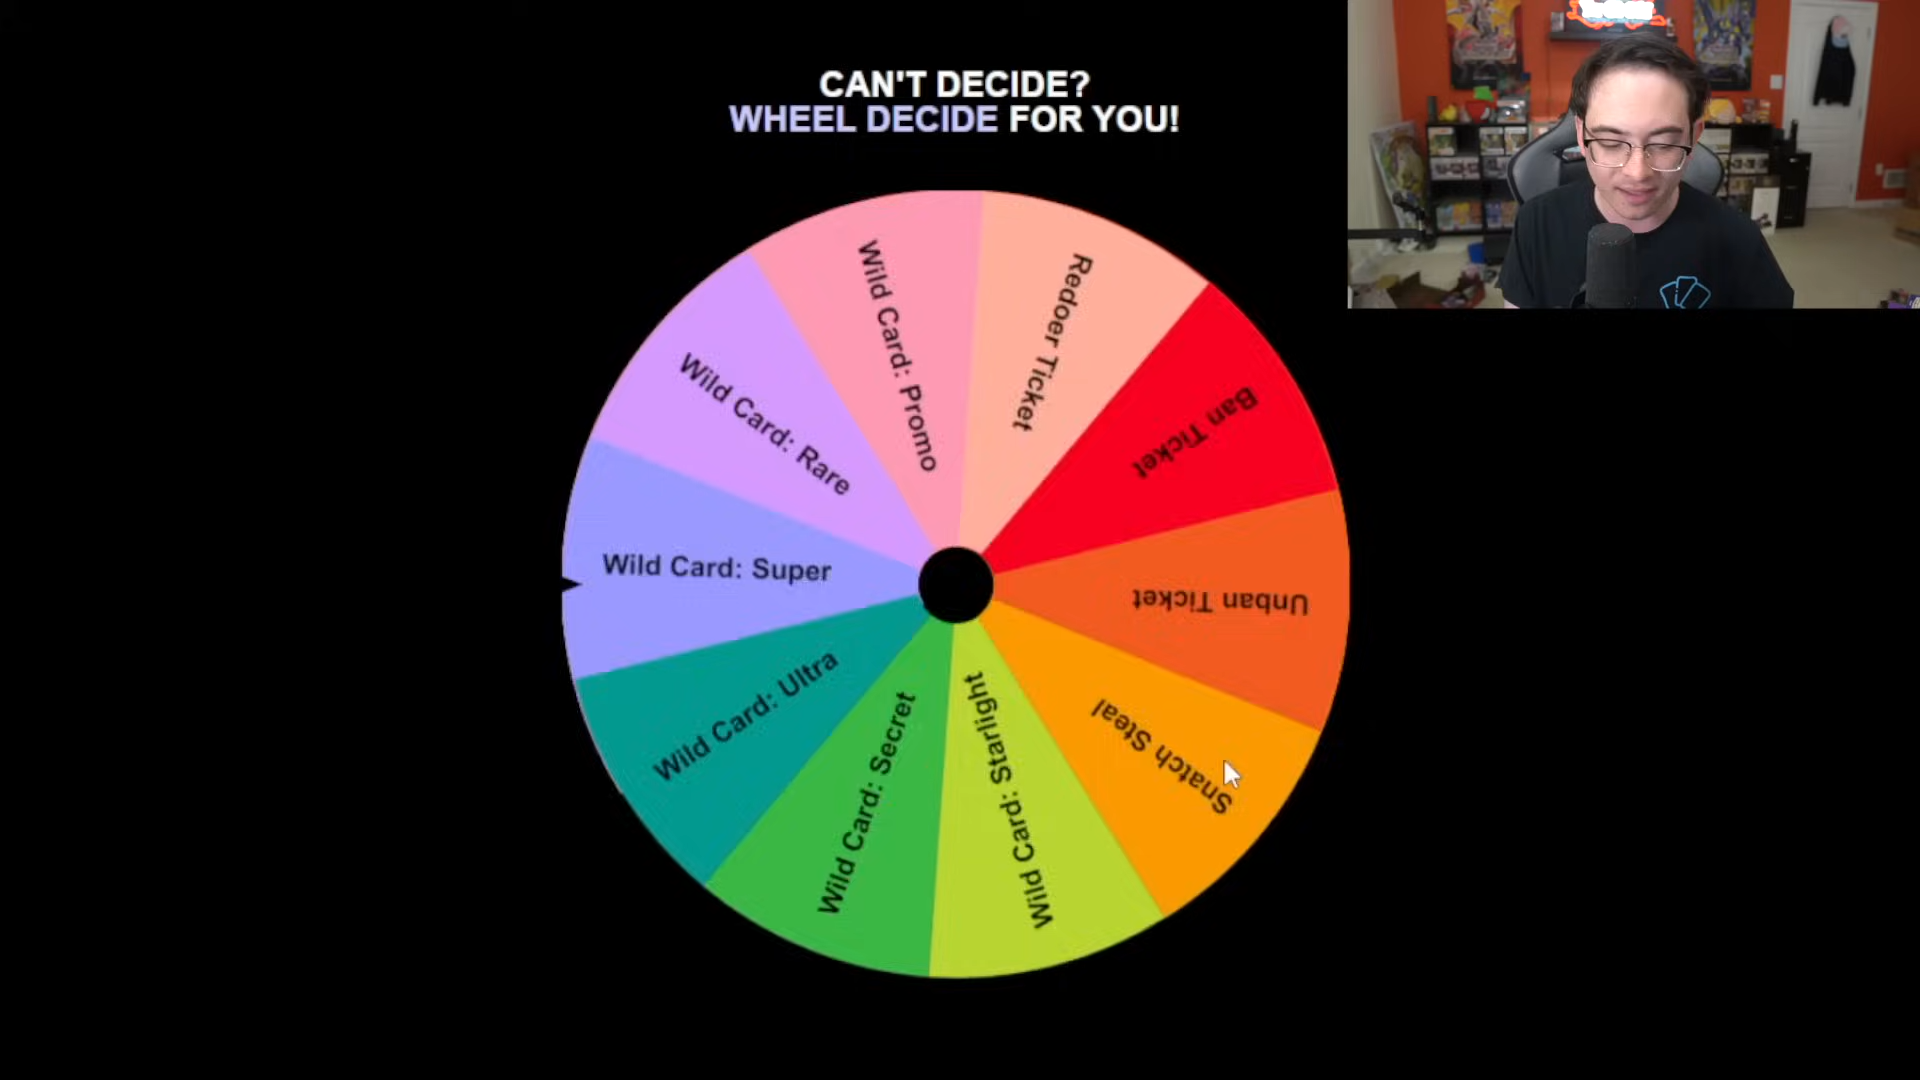 CAN'T DECIDE?
WHEEL DECIDE FOR YOU!
Redoer Ticket
Ban Ticket
Unban Ticket
Snatch Steal
Wild Card: Starlight
Wild Card: Secret
Wild Card: Ultra
Wild Card: Super
Wild Card: Rare
Wild Card: Promo